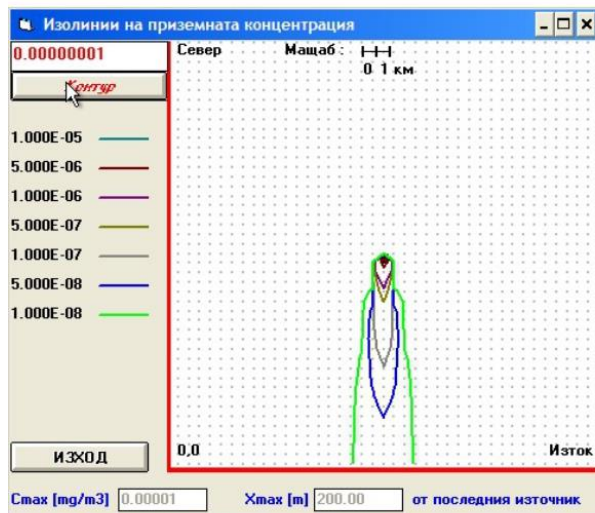 Изолинии на приземната концентрация
0.00000001
Контур
Север Мащаб :
0 1 км
1.000E-05
5.000E-06
1.000E-06
5.000E-07
1.000E-07
5.000E-08
1.000E-08
ИЗХОД
0,0 Изток
Cmax [mg/m3] 0.00001 Xmax [m] 200.00 от последния източник